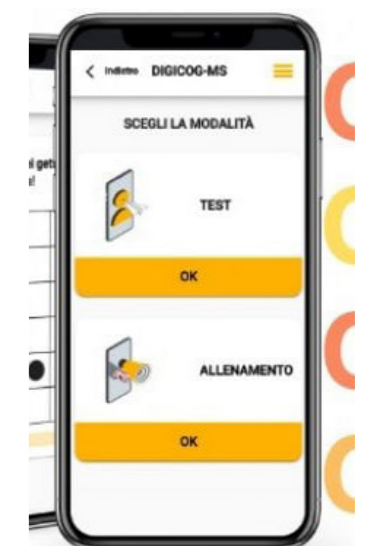 Indietro DIGICOG-MS
SCEGLI LA MODALITÀ
TEST
OK
ALLENAMENTO
OK